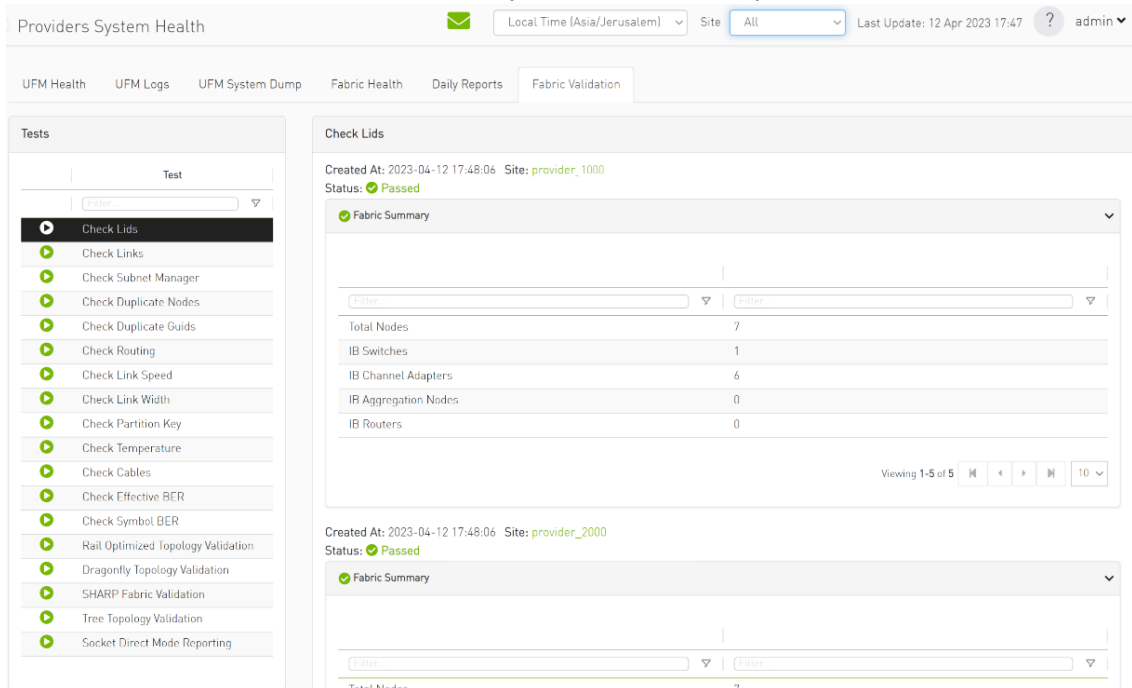 Providers System Health
Local Time (Asia/Jerusalem) Site All Last Update: 12 Apr 2023 17:47 ? admin
UFM Health UFM Logs UFM System Dump Fabric Health Daily Reports Fabric Validation
Tests
Test
Filter...
Check Lids
Check Links
Check Subnet Manager
Check Duplicate Nodes
Check Duplicate Guids
Check Routing
Check Link Speed
Check Link Width
Check Partition Key
Check Temperature
Check Cables
Check Effective BER
Check Symbol BER
Rail Optimized Topology Validation
Dragonfly Topology Validation
SHARP Fabric Validation
Tree Topology Validation
Socket Direct Mode Reporting
Check Lids
Created At: 2023-04-12 17:48:06 Site: provider_1000
Status: Passed
Fabric Summary
Filter... Filter...
Total Nodes 7
IB Switches 1
IB Channel Adapters 6
IB Aggregation Nodes 0
IB Routers 0
Viewing 1-5 of 5 10
Created At: 2023-04-12 17:48:06 Site: provider_2000
Status: Passed
Fabric Summary
Filter... Filter...
Total Nodes 7